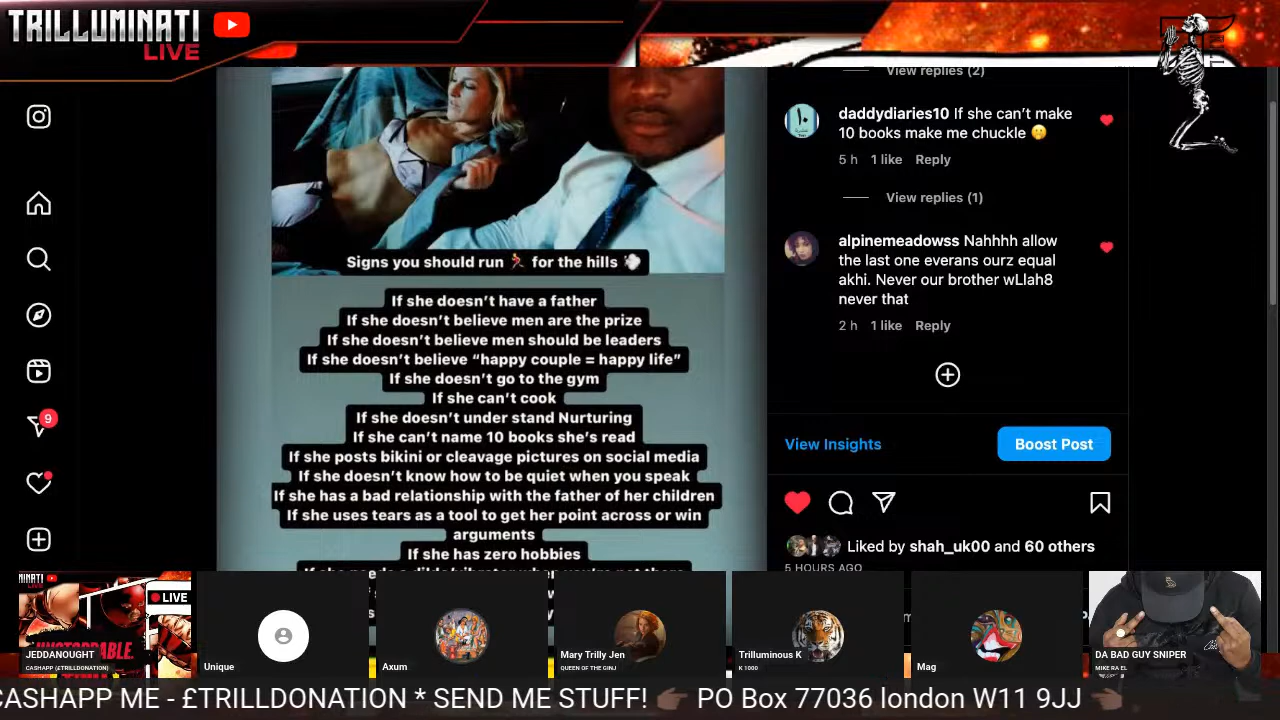 TRILLUMINATI
LIVE
View replies (2)
daddydiaries10 If she can't make
10 books make me chuckle 🤭
5 h 1 like Reply
View replies (1)
alpinemeadowss Nahhhh allow
the last one everans ourz equal
akhi. Never our brother wLlah8
never that
2 h 1 like Reply
View Insights
Boost Post
Liked by shah_uk00 and 60 others
5 HOURS AGO
9
Signs you should run 🏃 for the hills 💨
If she doesn't have a father
If she doesn't believe men are the prize
If she doesn't believe men should be leaders
If she doesn't believe "happy couple = happy life"
If she doesn't go to the gym
If she can't cook
If she doesn't under stand Nurturing
If she can't name 10 books she's read
If she posts bikini or cleavage pictures on social media
If she doesn't know how to be quiet when you speak
If she has a bad relationship with the father of her children
If she uses tears as a tool to get her point across or win
arguments
If she has zero hobbies
LIVE
JEDDANOUGHT
CASHAPP (£TRILLDONATION)
Unique
Axum
Mary Trilly Jen
QUEEN OF THE GINJ
Trilluminous K
K 1000
Mag
DA BAD GUY SNIPER
MIKE RA EL
CASHAPP ME - £TRILLDONATION * SEND ME STUFF! 👉🏾 PO Box 77036 london W11 9JJ 👈🏾